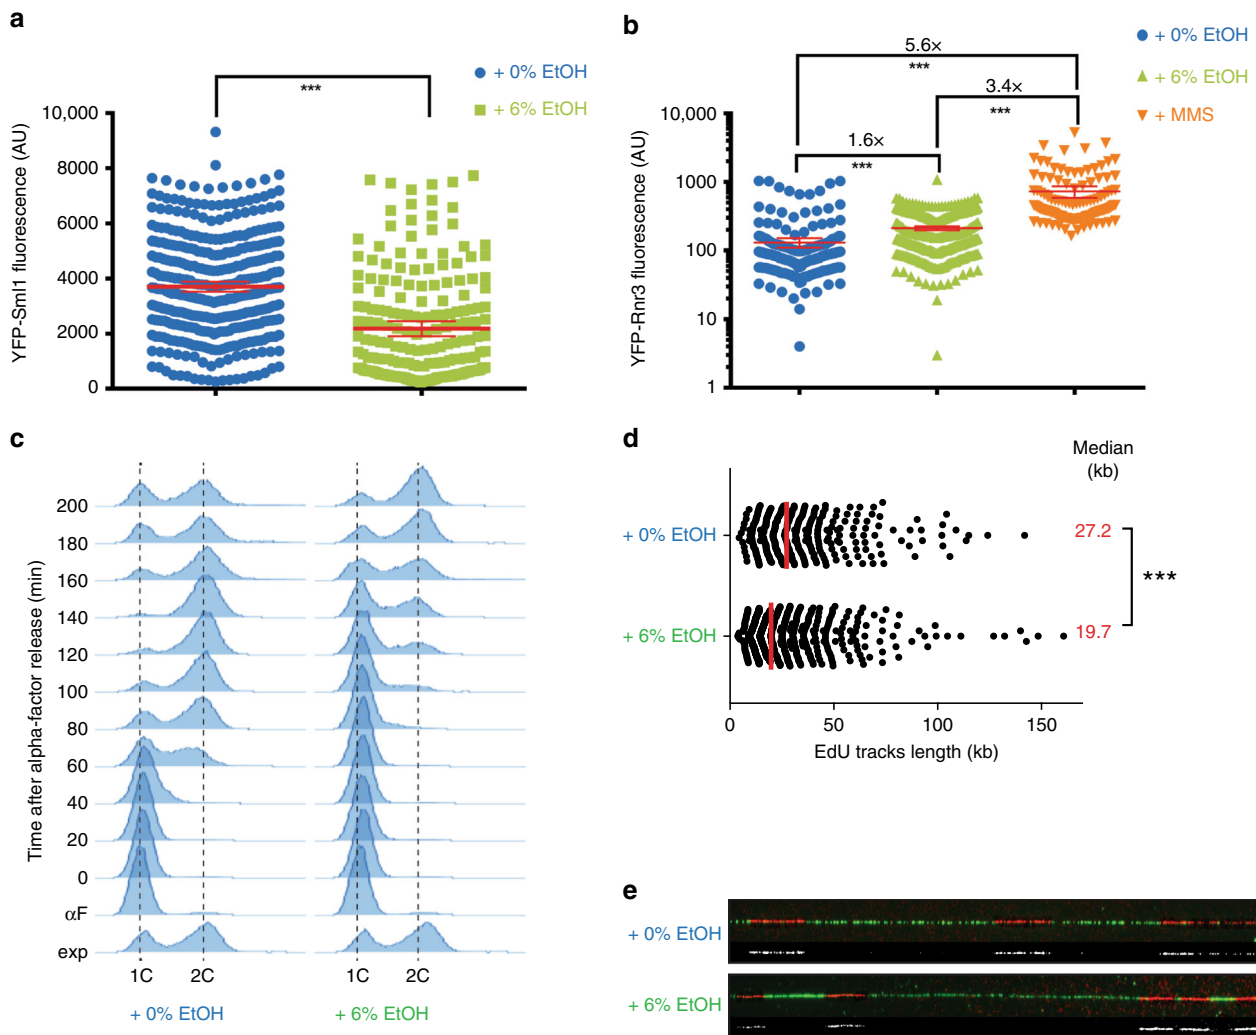 a
+ 0% EtOH
+ 6% EtOH
***
YFP-Sml1 fluorescence (AU)
10,000
8000
6000
4000
2000
0
b
+ 0% EtOH
+ 6% EtOH
+ MMS
5.6×
***
3.4×
***
1.6×
***
YFP-Rnr3 fluorescence (AU)
10,000
1000
100
10
1
c
Time after alpha-factor release (min)
200
180
160
140
120
100
80
60
40
20
0
αF
exp
1C 2C 1C 2C
+ 0% EtOH + 6% EtOH
d
Median
(kb)
+ 0% EtOH
27.2
***
+ 6% EtOH
19.7
0 50 100 150
EdU tracks length (kb)
e
+ 0% EtOH
+ 6% EtOH